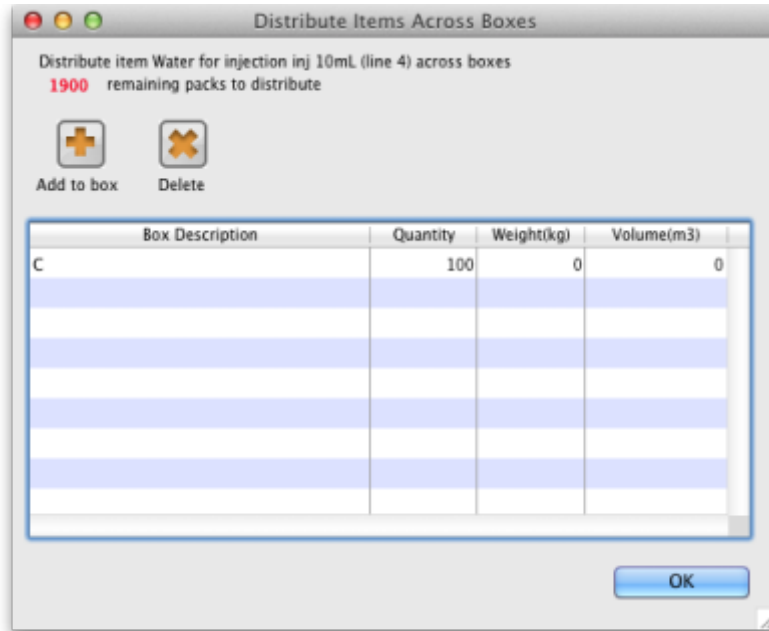 Distribute Items Across Boxes
Distribute item Water for injection inj 10mL (line 4) across boxes
1900 remaining packs to distribute
Add to box Delete
Box Description Quantity Weight(kg) Volume(m3)
C 100 0 0
OK